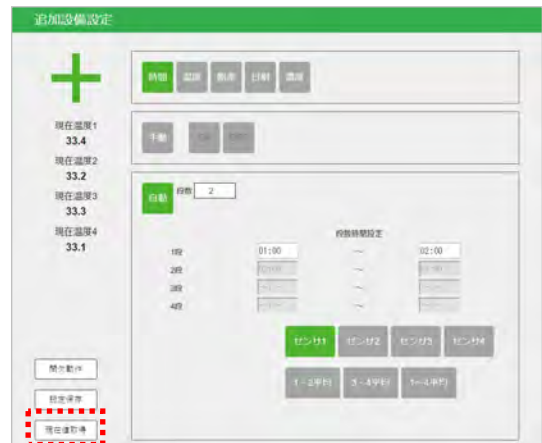 追加設備設定
時間 温度 飽差 日射 濃度
現在温度1
33.4
手動
現在温度2
33.2
現在温度3
33.3
現在温度4
33.1
自動 段数 2
段数時間設定
1段 01:00 ～ 02:00
2段 ～
3段 ～
4段 ～
センサ1 センサ2 センサ3 センサ4
1～2平均 3～4平均 1～4平均
間欠動作
設定保存
現在値取得